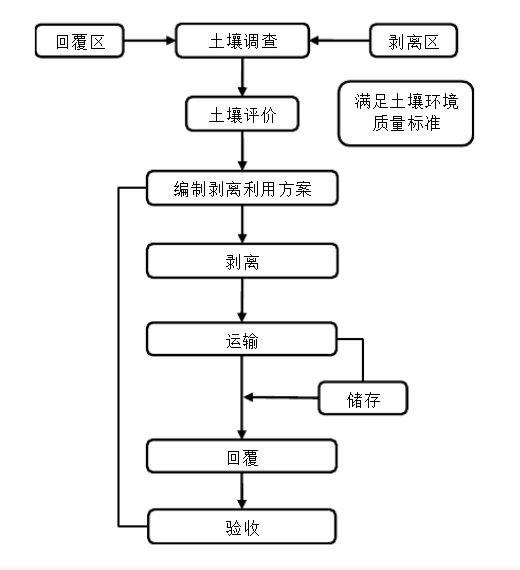 回覆区
土壤调查
剥离区
土壤评价
满足土壤环境
质量标准
编制剥离利用方案
剥离
运输
储存
回覆
验收